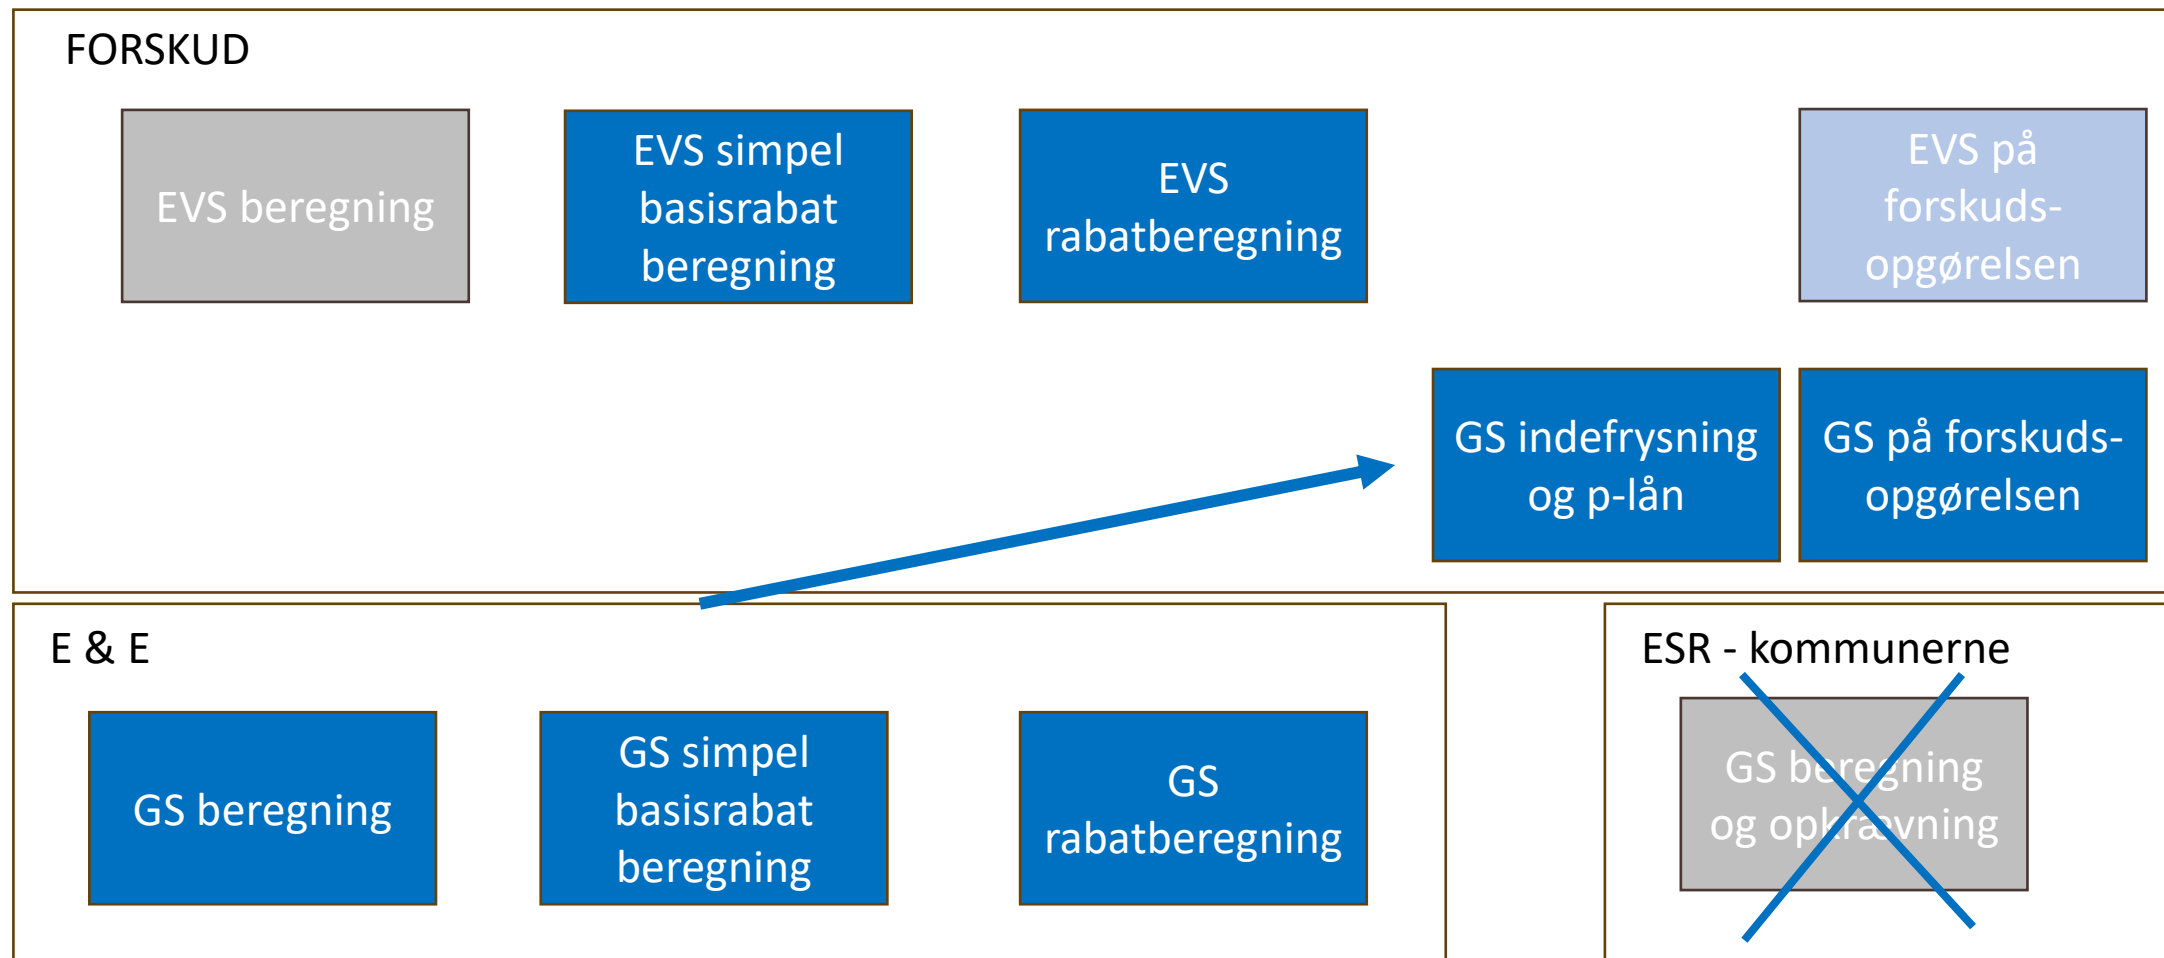 FORSKUD
EVS beregning
EVS simpel
basisrabat
beregning
EVS
rabatberegning
EVS på
forskuds-
opgørelsen
GS indefrysning
og p-lån
GS på forskuds-
opgørelsen
E & E
GS beregning
GS simpel
basisrabat
beregning
GS
rabatberegning
ESR - kommunerne
GS beregning
og opkrævning